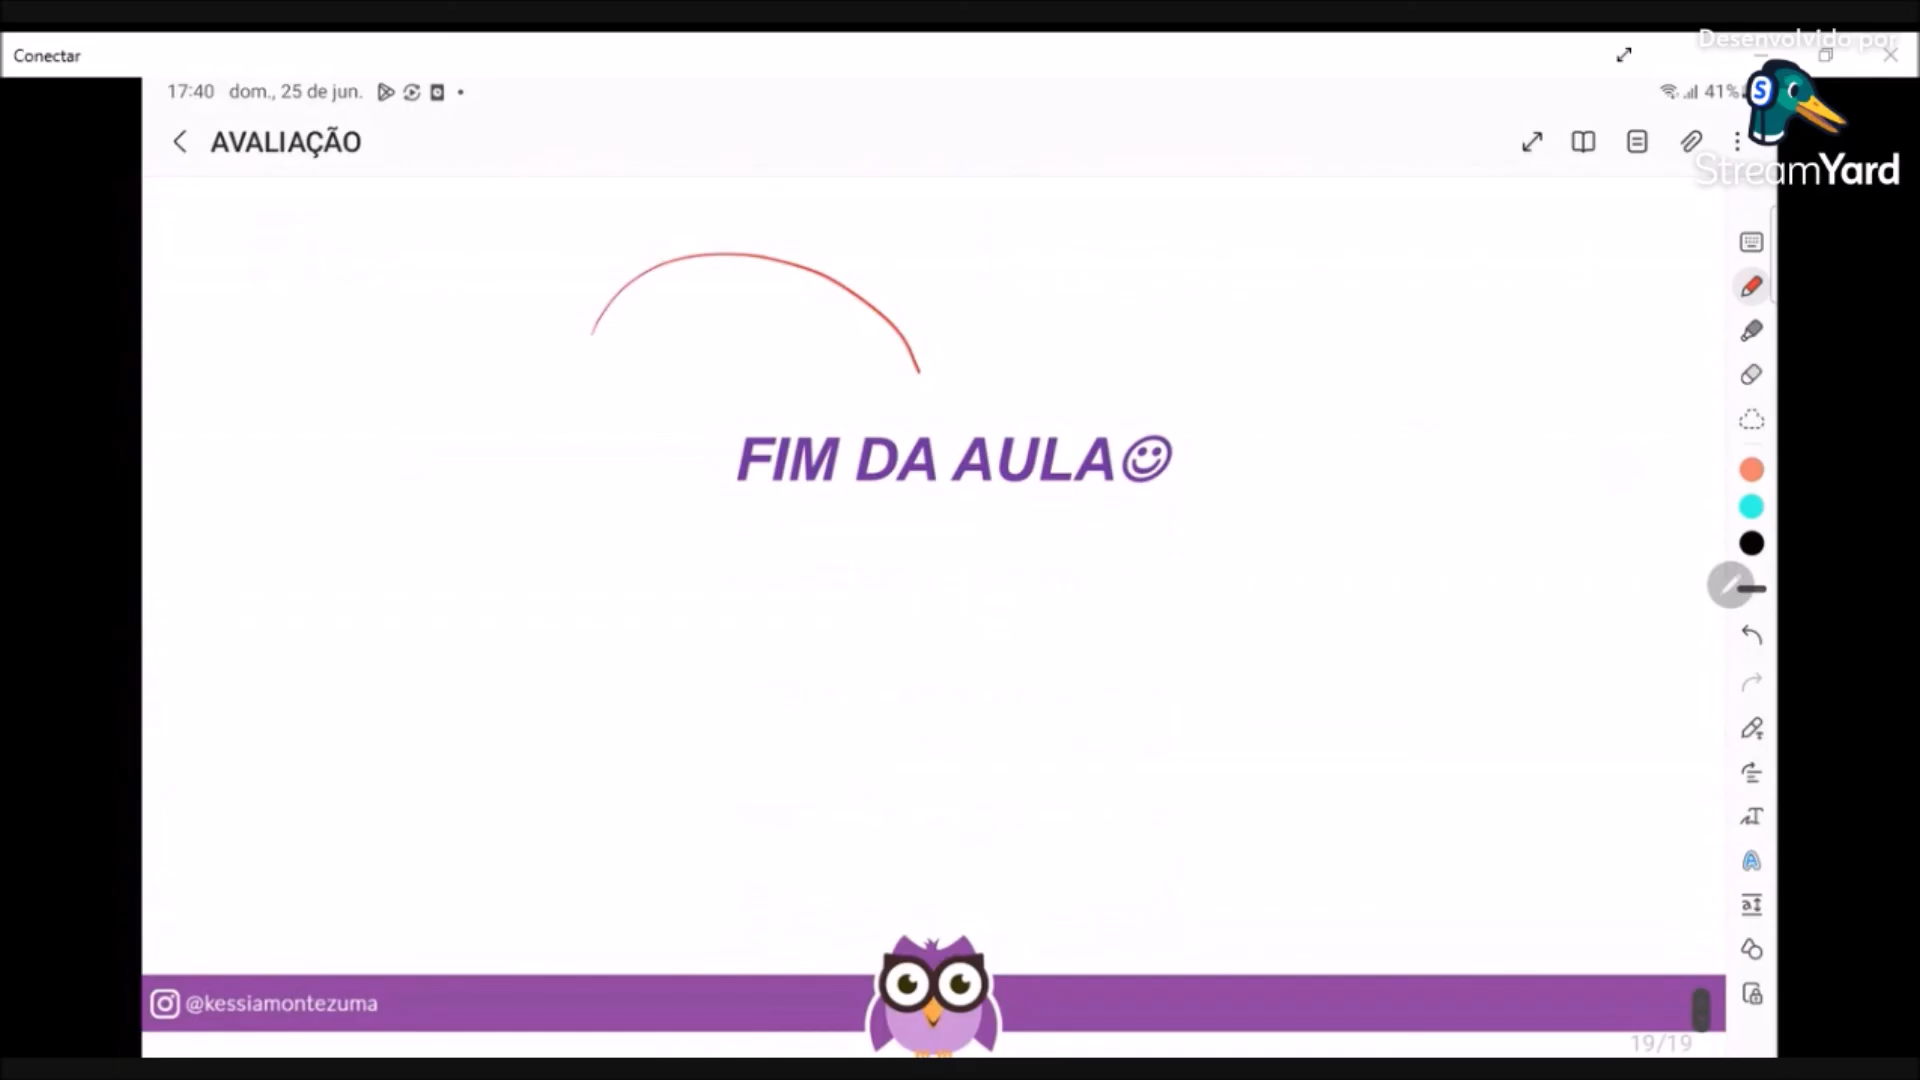 Desenvolvido por
Conectar
17:40 dom., 25 de jun.
41%
AVALIAÇÃO
StreamYard
FIM DA AULA☺
@kessiamontezuma
19/19